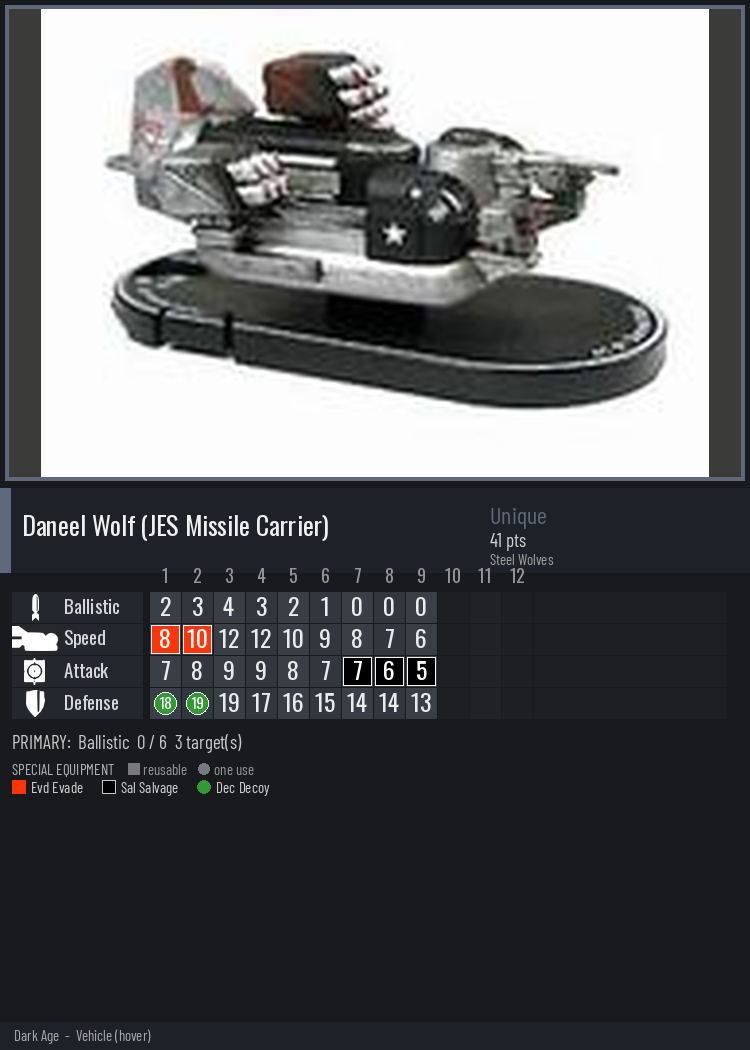 Daneel Wolf (JES Missile Carrier)
Unique
41 pts
Steel Wolves
1 2 3 4 5 6 7 8 9 10 11 12
Ballistic 2 3 4 3 2 1 0 0 0
Speed 8 10 12 12 10 9 8 7 6
Attack 7 8 9 9 8 7 7 6 5
Defense 18 19 19 17 16 15 14 14 13
PRIMARY: Ballistic 0 / 6 3 target(s)
SPECIAL EQUIPMENT reusable one use
Evd Evade Sal Salvage Dec Decoy
Dark Age - Vehicle (hover)